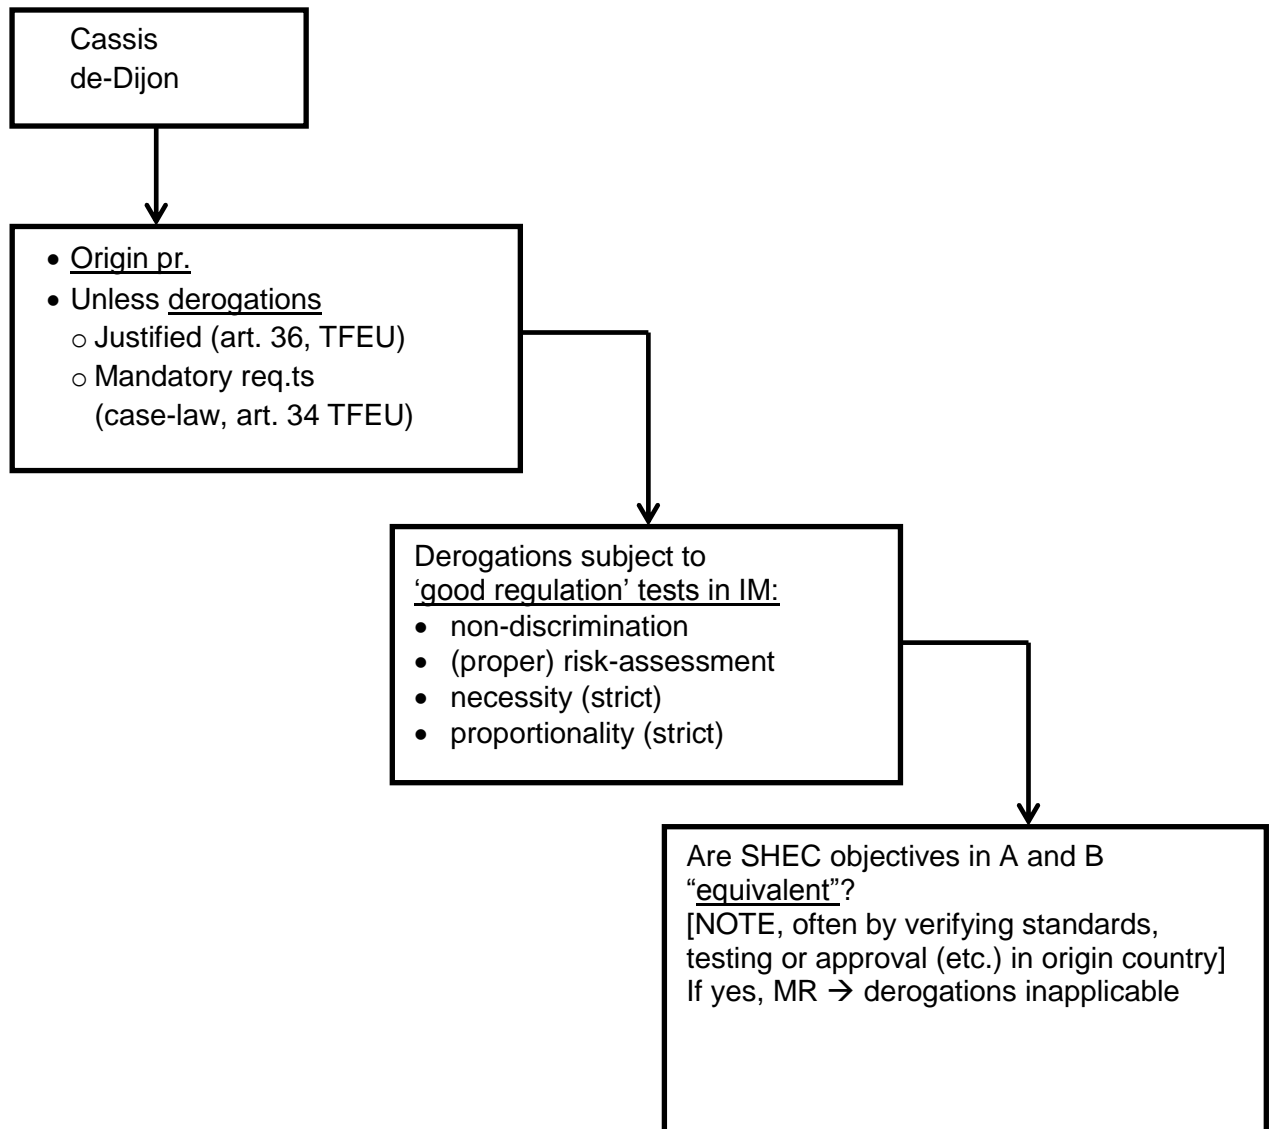 Cassis
de-Dijon
• Origin pr.
• Unless derogations
o Justified (art. 36, TFEU)
o Mandatory req.ts
(case-law, art. 34 TFEU)
Derogations subject to
‘good regulation’ tests in IM:
• non-discrimination
• (proper) risk-assessment
• necessity (strict)
• proportionality (strict)
Are SHEC objectives in A and B
“equivalent”?
[NOTE, often by verifying standards,
testing or approval (etc.) in origin country]
If yes, MR → derogations inapplicable